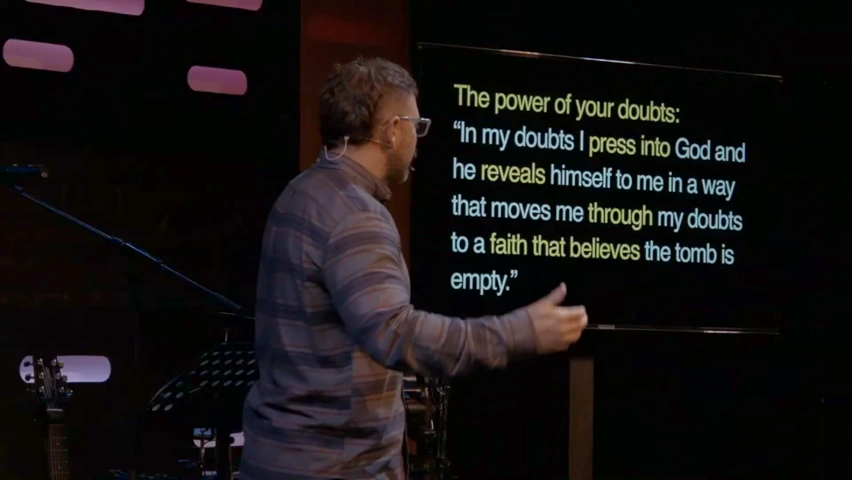 The power of your doubts:
“In my doubts I press into God and
he reveals himself to me in a way
that moves me through my doubts
to a faith that believes the tomb is
empty.”